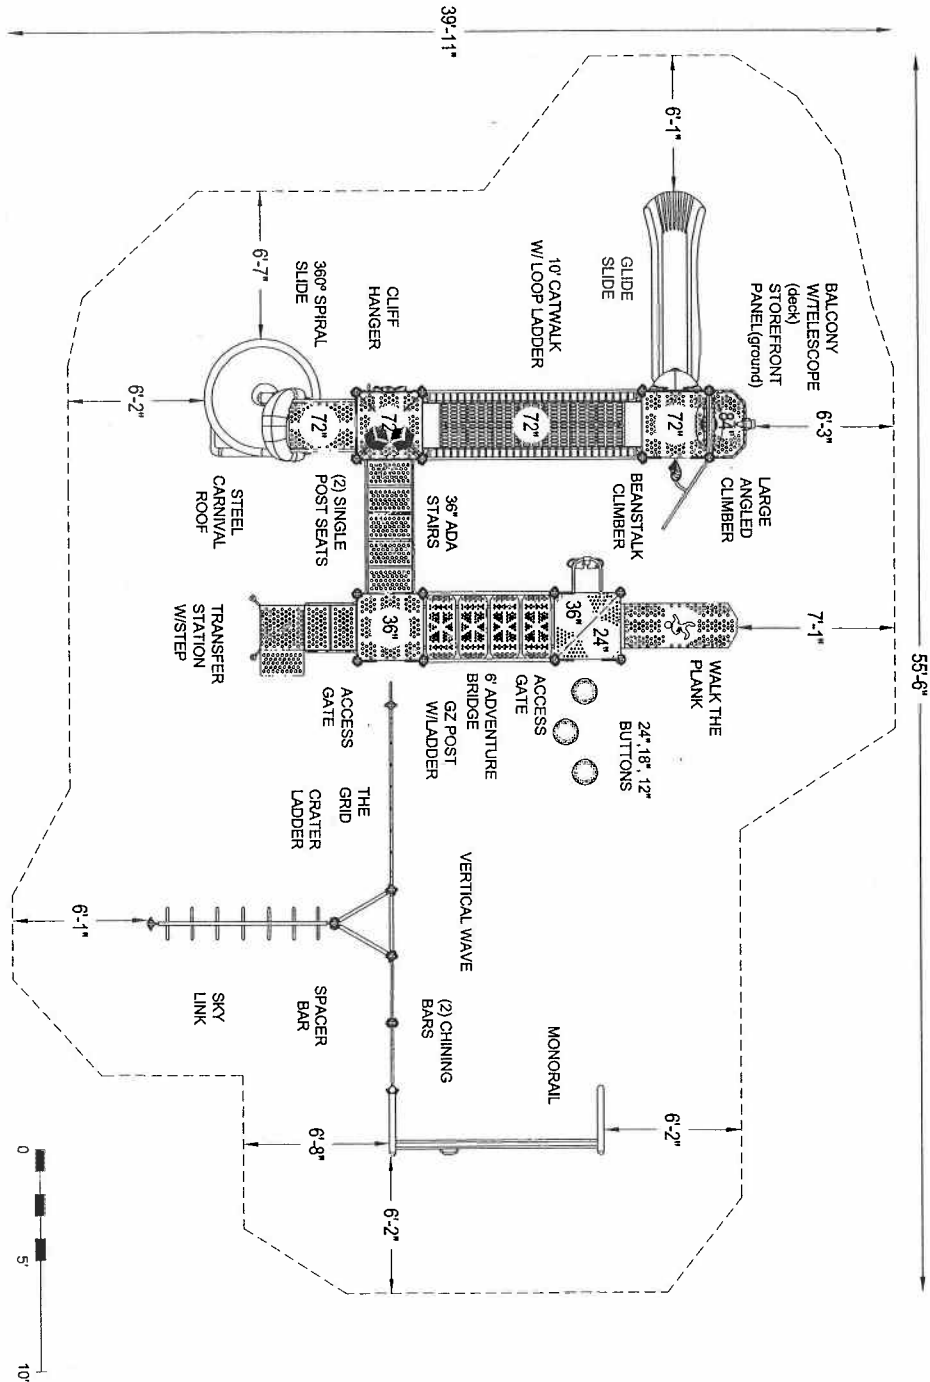 39'-11"
55'-6"
6'-1"
GLIDE
SLIDE
BALCONY
W/TELESCOPE
(deck)
STOREFRONT
PANEL(ground)
10' CATWALK
W/ LOOP LADDER
6'-7"
360° SPIRAL
SLIDE
CLIFF
HANGER
6'-2"
72"
72"
72"
72"
84"
6'-3"
STEEL
CARNIVAL
ROOF
(2) SINGLE
POST SEATS
36" ADA
STAIRS
BEANSTALK
CLIMBER
LARGE
ANGLED
CLIMBER
TRANSFER
STATION
W/STEP
36"
36"
24"
7'-1"
ACCESS
GATE
GZ POST
W/LADDER
6' ADVENTURE
BRIDGE
ACCESS
GATE
WALK THE
PLANK
24",18", 12"
BUTTONS
THE
GRID
CRATER
LADDER
VERTICAL WAVE
6'-1"
SKY
LINK
SPACER
BAR
(2) CHINING
BARS
MONORAIL
6'-8"
6'-2"
6'-2"
0
5'
10'